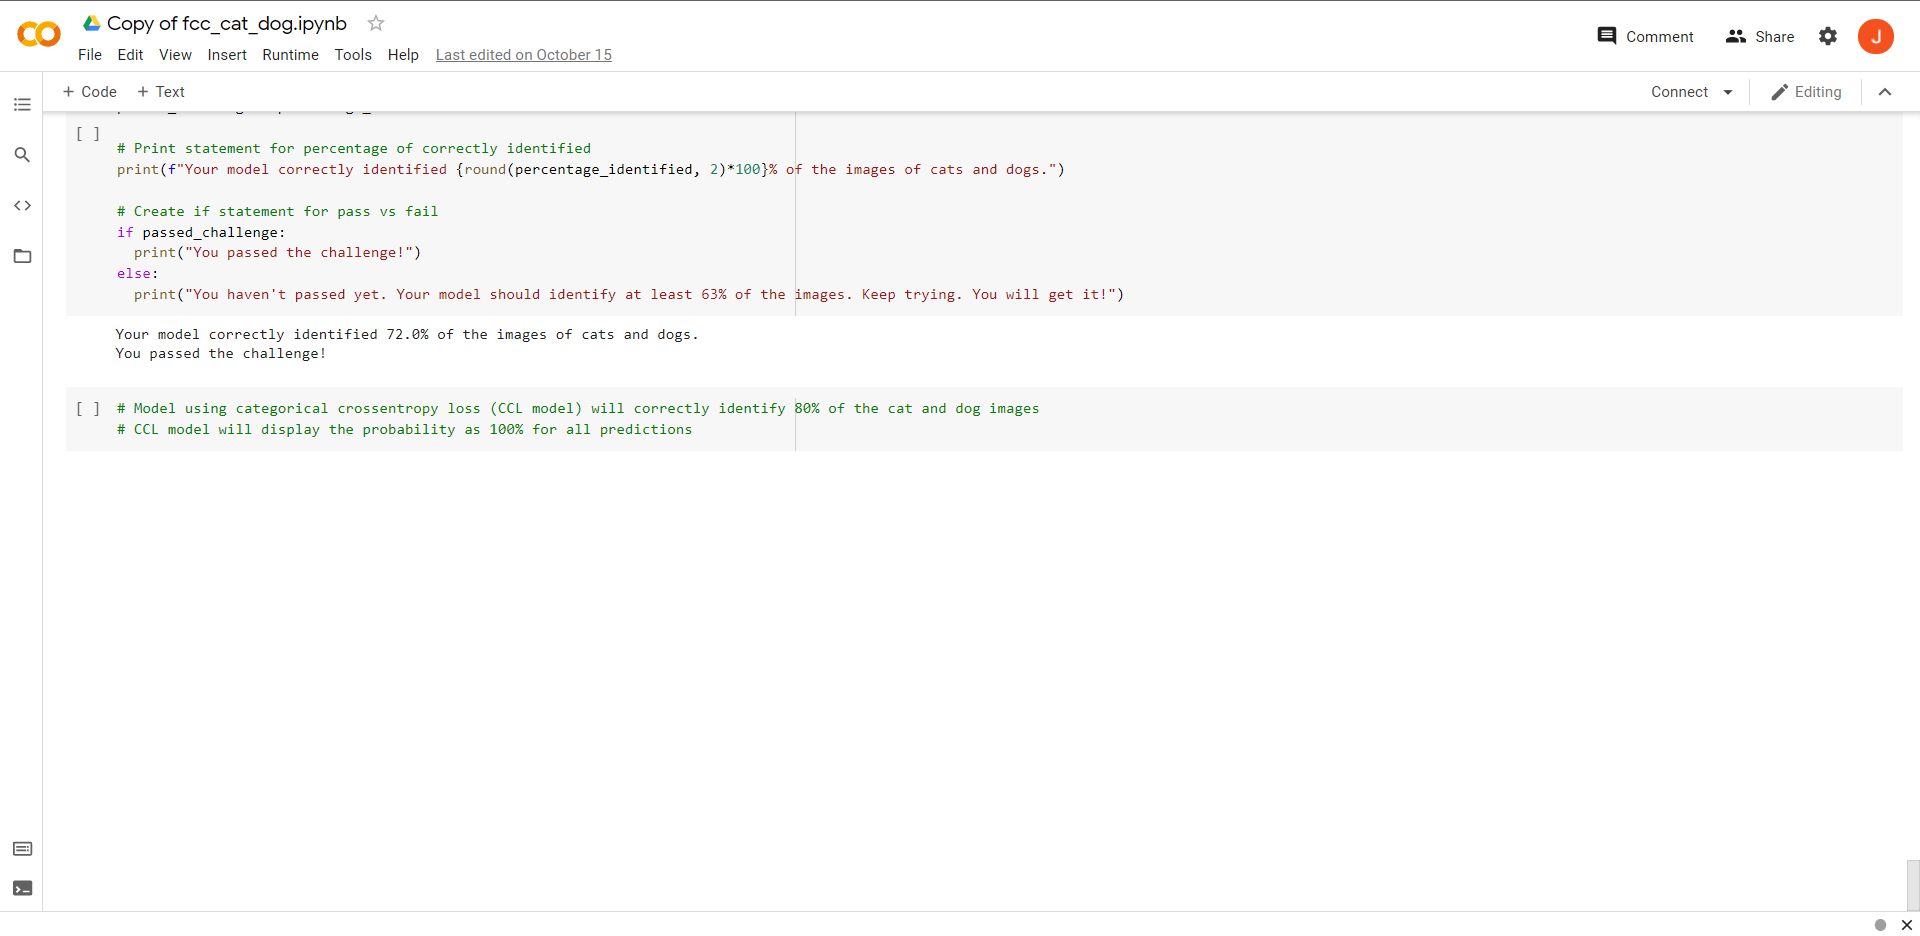 Copy of fcc_cat_dog.ipynb
File Edit View Insert Runtime Tools Help Last edited on October 15
Comment Share J
+ Code + Text
Connect Editing
[ ]
# Print statement for percentage of correctly identified
print(f"Your model correctly identified {round(percentage_identified, 2)*100}% of the images of cats and dogs.")
# Create if statement for pass vs fail
if passed_challenge:
print("You passed the challenge!")
else:
print("You haven't passed yet. Your model should identify at least 63% of the images. Keep trying. You will get it!")
Your model correctly identified 72.0% of the images of cats and dogs.
You passed the challenge!
[ ] # Model using categorical crossentropy loss (CCL model) will correctly identify 80% of the cat and dog images
# CCL model will display the probability as 100% for all predictions